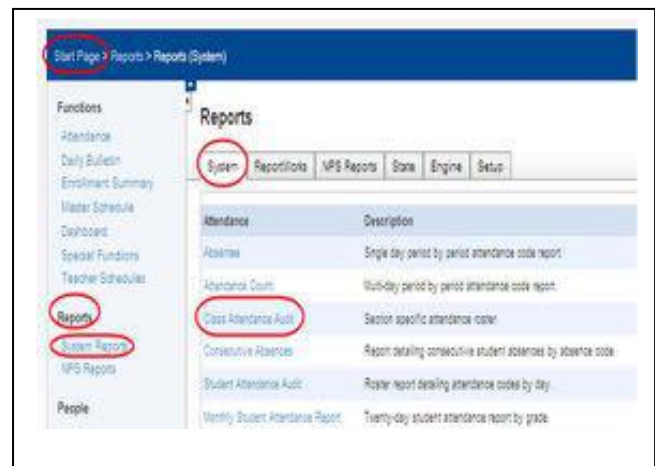 Start Page > Reports > Reports (System)
Functions
Attendance
Daily Bulletin
Enrollment Summary
Master Schedule
Dashboard
Special Functions
Teacher Schedules
Reports
System Reports
NPS Reports
People
Reports
System ReportWorks NPS Reports State Engine Setup
Attendance Description
Absentee Single day period by period attendance code report.
Attendance Count Multi-day period by period attendance code report.
Class Attendance Audit Section specific attendance roster.
Consecutive Absences Report detailing consecutive student absences by absence code.
Student Attendance Audit Roster report detailing attendance codes by day.
Monthly Student Attendance Report Twenty-day student attendance report by grade.